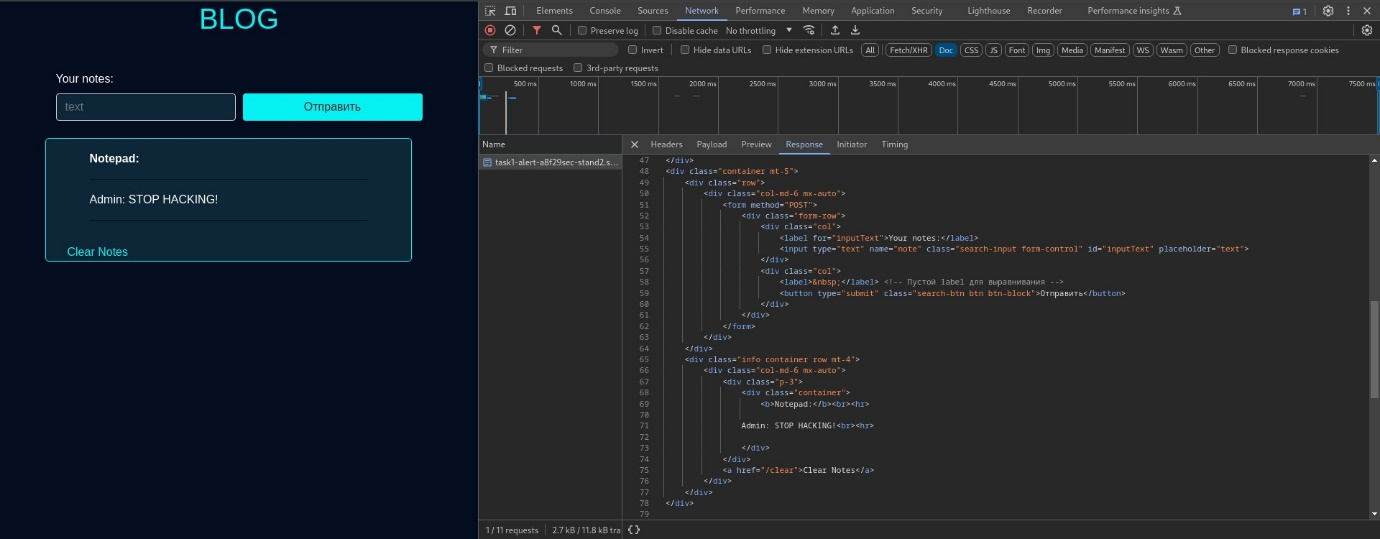 BLOG
Your notes:
text
Отправить
Notepad:
Admin: STOP HACKING!
Clear Notes
Elements Console Sources Network Performance Memory Application Security Lighthouse Recorder Performance insights 1
Preserve log Disable cache No throttling
Filter Invert Hide data URLs Hide extension URLs All Fetch/XHR Doc CSS JS Font Img Media Manifest WS Wasm Other Blocked response cookies
Blocked requests 3rd-party requests
500 ms 1000 ms 1500 ms 2000 ms 2500 ms 3000 ms 3500 ms 4000 ms 4500 ms 5000 ms 5500 ms 6000 ms 6500 ms 7000 ms 7500 ms
Name Headers Payload Preview Response Initiator Timing
task1-alert-a8f29sec-stand2.s...
47 </div>
48 <div class="container mt-5">
49 <div class="row">
50 <div class="col-md-6 mx-auto">
51 <form method="POST">
52 <div class="form-row">
53 <div class="col">
54 <label for="inputText">Your notes:</label>
55 <input type="text" name="note" class="search-input form-control" id="inputText" placeholder="text">
56 </div>
57 <div class="col">
58 <label>&nbsp;</label> <!-- Пустой label для выравнивания -->
59 <button type="submit" class="search-btn btn btn-block">Отправить</button>
60 </div>
61 </div>
62 </form>
63 </div>
64 </div>
65 <div class="info container row mt-4">
66 <div class="col-md-6 mx-auto">
67 <div class="p-3">
68 <div class="container">
69 <b>Notepad:</b><br><hr>
70
71 Admin: STOP HACKING!<br><hr>
72
73 </div>
74 </div>
75 <a href="/clear">Clear Notes</a>
76 </div>
77 </div>
78 </div>
79
1 / 11 requests 2.7 kB / 11.8 kB tra {}